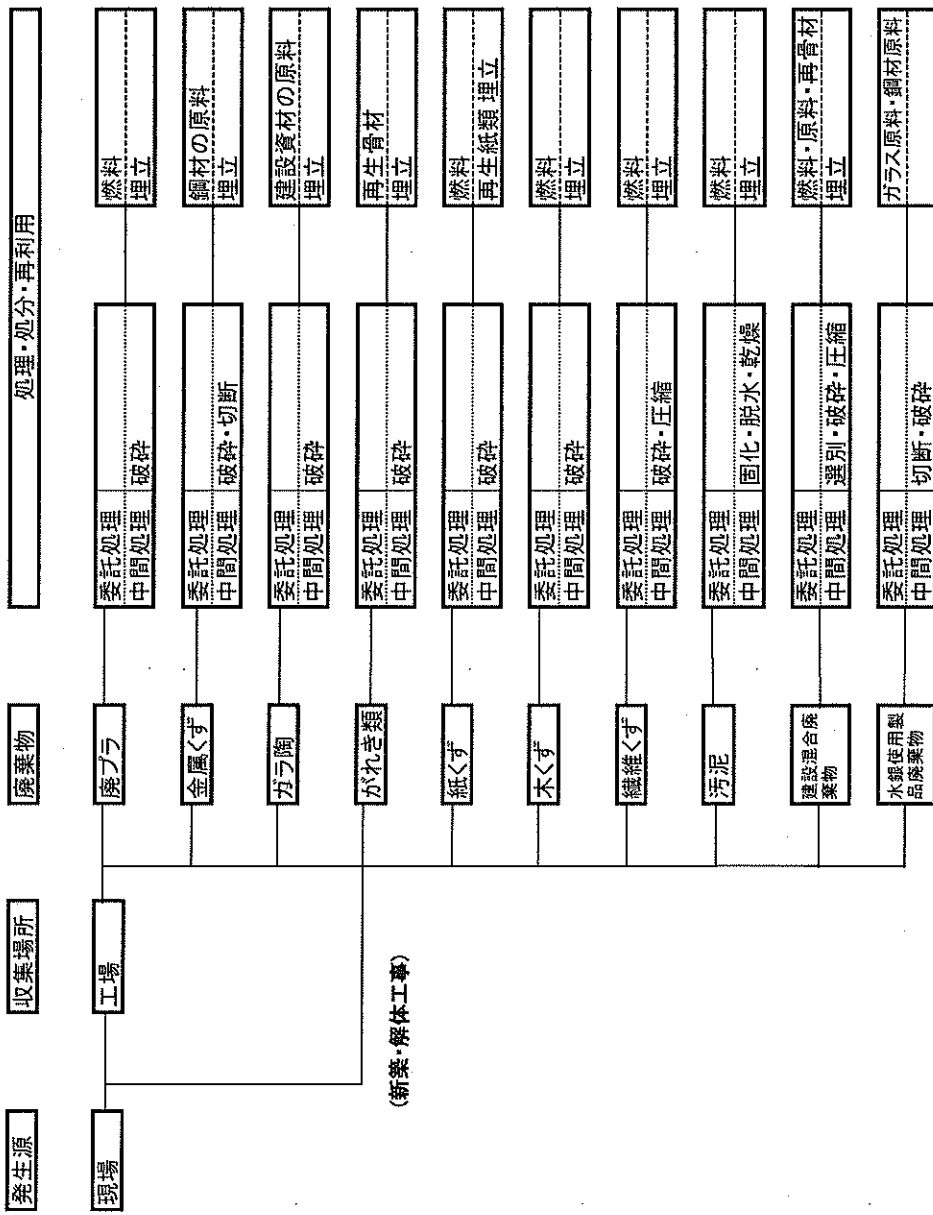 発生源
収集場所
廃棄物
処理・処分・再利用
現場
工場
(新築・解体工事)
廃プラ
委託処理
中間処理 破砕
燃料
埋立
金属くず
委託処理
中間処理 破砕・切断
鋼材の原料
埋立
ガラ陶
委託処理
中間処理 破砕
建設資材の原料
埋立
がれき類
委託処理
中間処理 破砕
再生骨材
埋立
紙くず
委託処理
中間処理 破砕
燃料
再生紙類 埋立
木くず
委託処理
中間処理 破砕
燃料
埋立
繊維くず
委託処理
中間処理 破砕・圧縮
燃料
埋立
汚泥
委託処理
中間処理 固化・脱水・乾燥
燃料
埋立
建設混合廃
棄物
委託処理
中間処理 選別・破砕・圧縮
燃料・原料・再骨材
埋立
水銀使用製
品廃棄物
委託処理
中間処理 切断・破砕
ガラス原料・鋼材原料